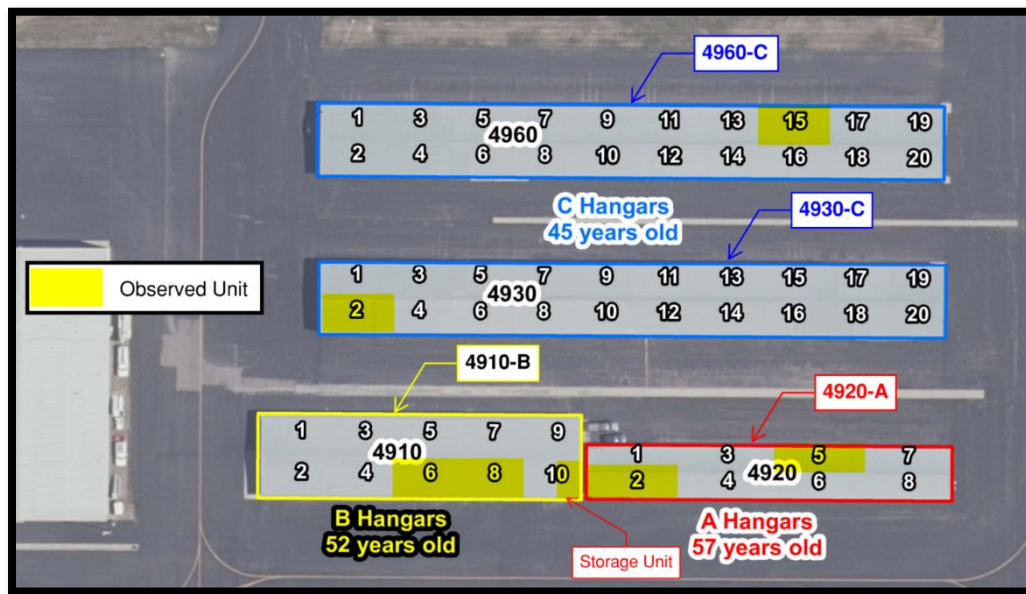 4960-C
1 3 5 7 9 11 13 15 17 19
4960
2 4 6 8 10 12 14 16 18 20
C Hangars
45 years old
4930-C
1 3 5 7 9 11 13 15 17 19
4930
2 4 6 8 10 12 14 16 18 20
Observed Unit
4910-B
4920-A
1 3 5 7 9
4910
2 4 6 8 10
1 3 5 7
4920
2 4 6 8
B Hangars
52 years old
Storage Unit
A Hangars
57 years old